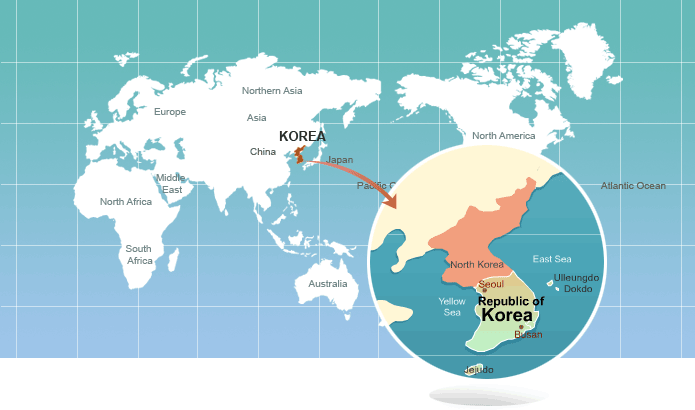 Northern Asia
Europe
Asia
KOREA
North America
China
Japan
Middle
East
Pacific O
Atlantic Ocean
North Africa
South
Africa
Australia
North Korea
East Sea
Seoul
Ulleungdo
Dokdo
Yellow
Sea
Republic of
Korea
Busan
Jejudo